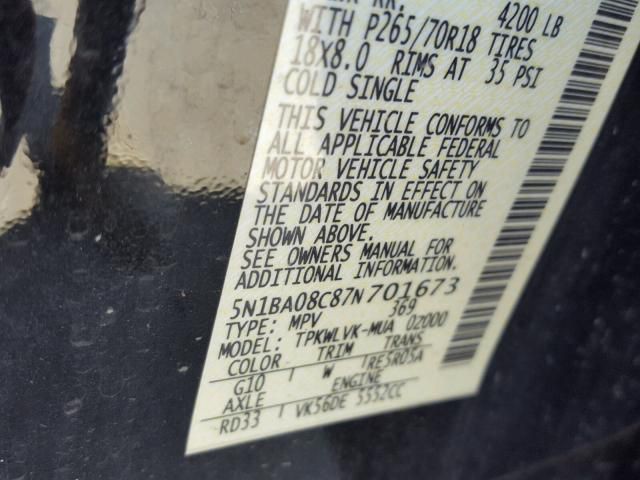 4200 LB
WITH P265/70R18 TIRES
18X8.0 RIMS AT 35 PSI
COLD SINGLE
THIS VEHICLE CONFORMS TO
ALL APPLICABLE FEDERAL
MOTOR VEHICLE SAFETY
STANDARDS IN EFFECT ON
THE DATE OF MANUFACTURE
SHOWN ABOVE.
SEE OWNERS MANUAL FOR
ADDITIONAL INFORMATION.
5N1BA08C87N701673
TYPE: MPV 369
MODEL: TPKWLVK-MUA 02000
COLOR TRIM TRANS
G10 W RE5R05A
AXLE ENGINE
RD33 VK56DE 5552CC